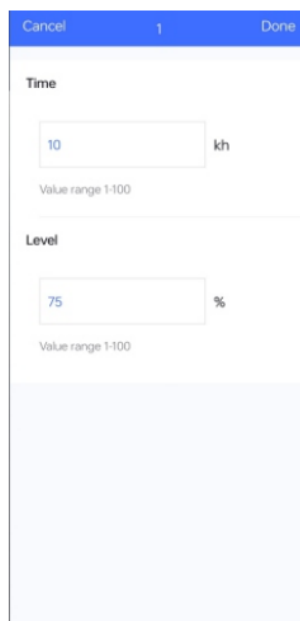 Cancel 1 Done
Time
10 kh
Value range 1-100
Level
75 %
Value range 1-100